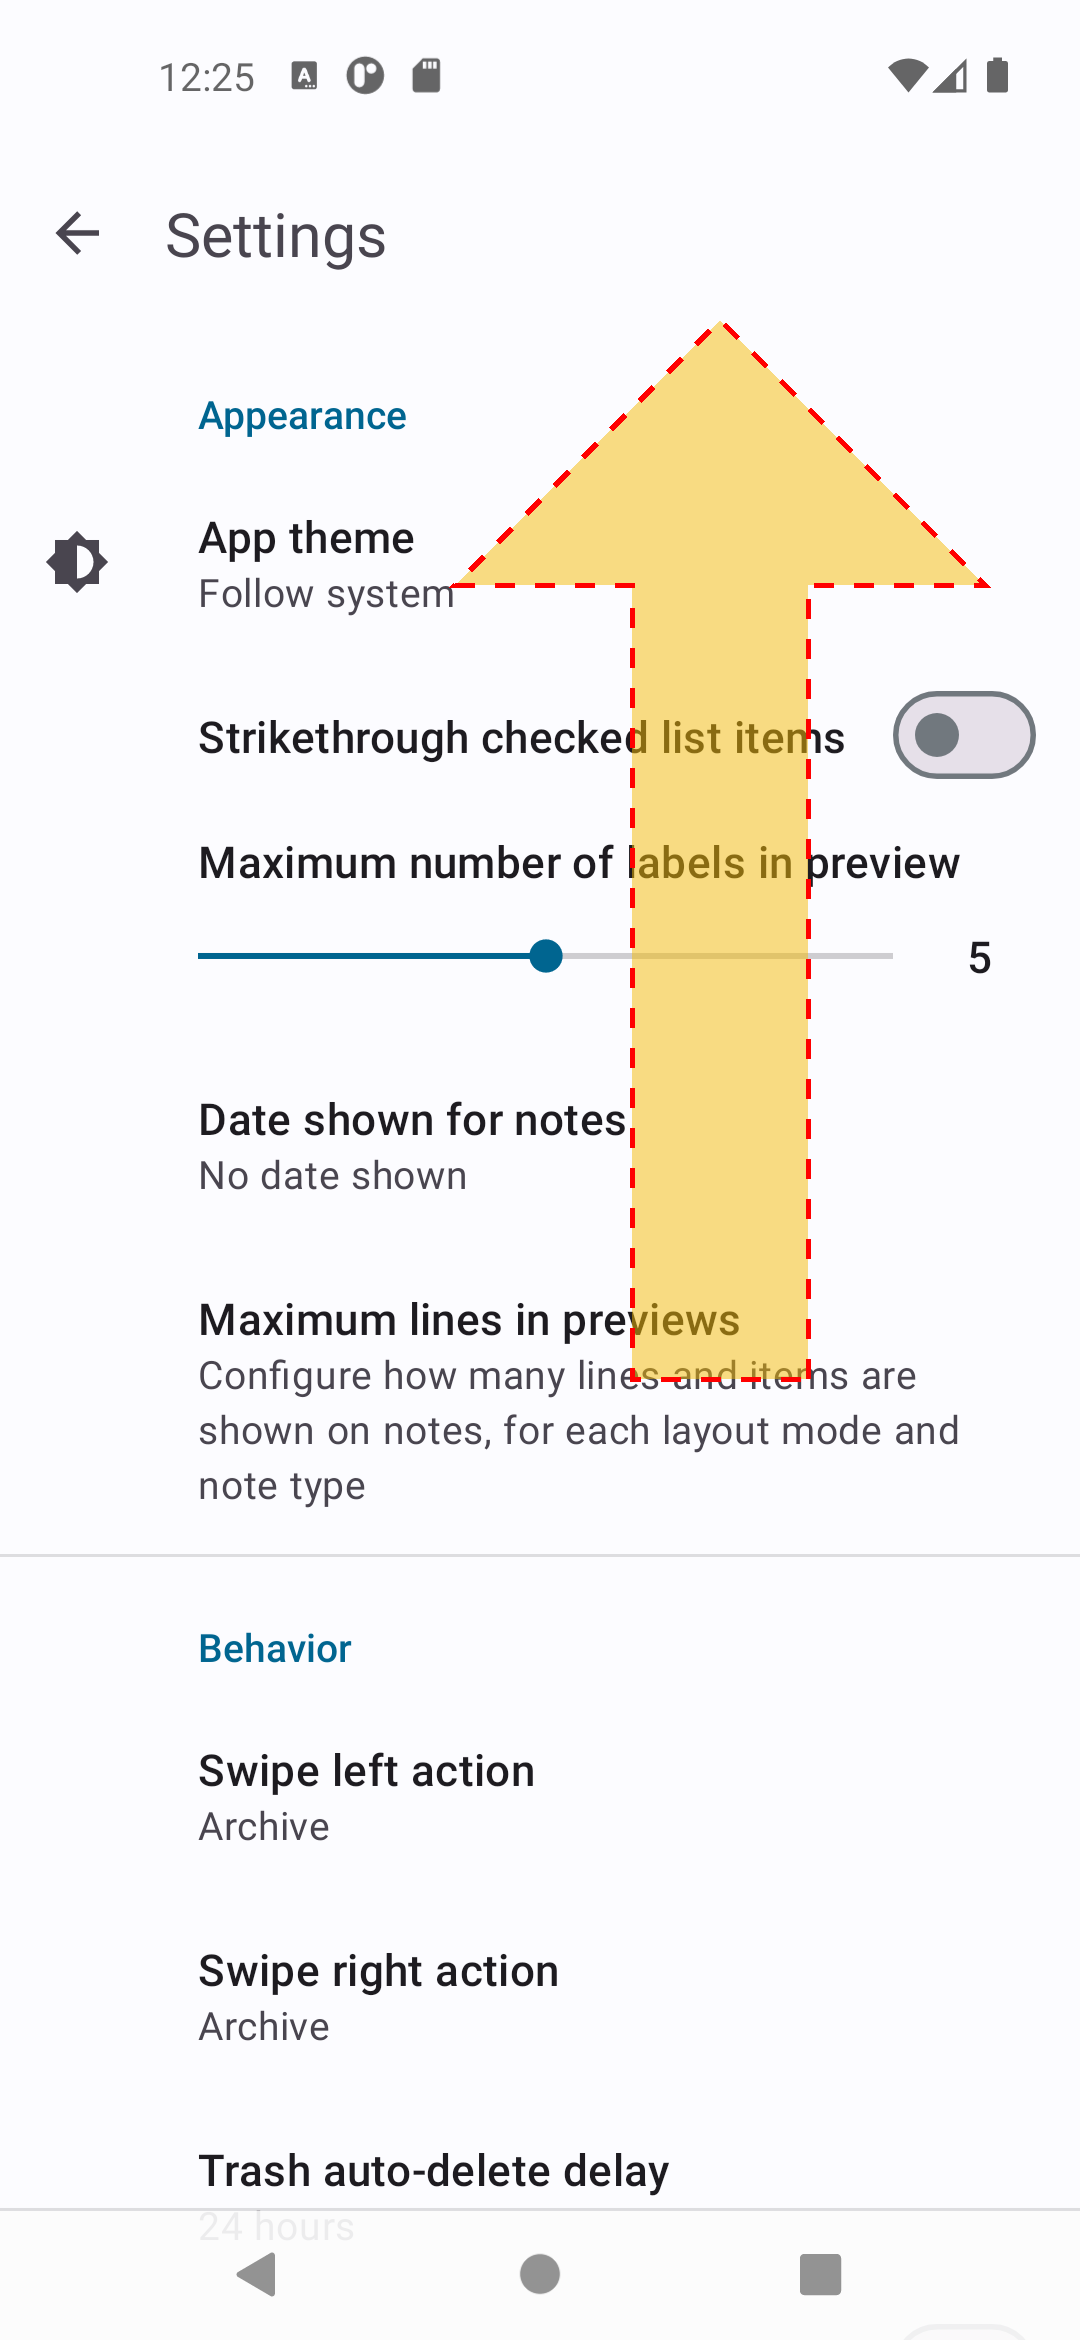 12:25
Settings
Appearance
App theme
Follow system
Strikethrough checked list items
Maximum number of labels in preview
5
Date shown for notes
No date shown
Maximum lines in previews
Configure how many lines and items are
shown on notes, for each layout mode and
note type
Behavior
Swipe left action
Archive
Swipe right action
Archive
Trash auto-delete delay
24 hours